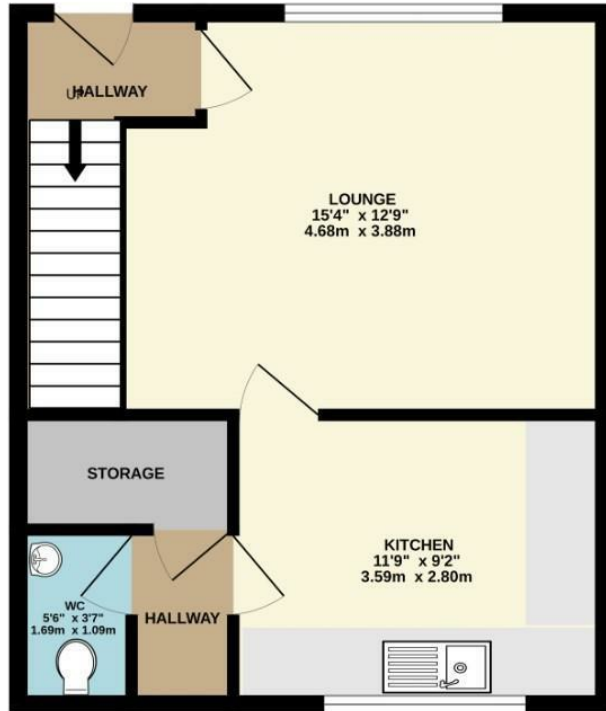 UP
HALLWAY
LOUNGE
15'4" x 12'9"
4.68m x 3.88m
STORAGE
KITCHEN
11'9" x 9'2"
3.59m x 2.80m
WC
5'6" x 3'7"
1.69m x 1.09m
HALLWAY